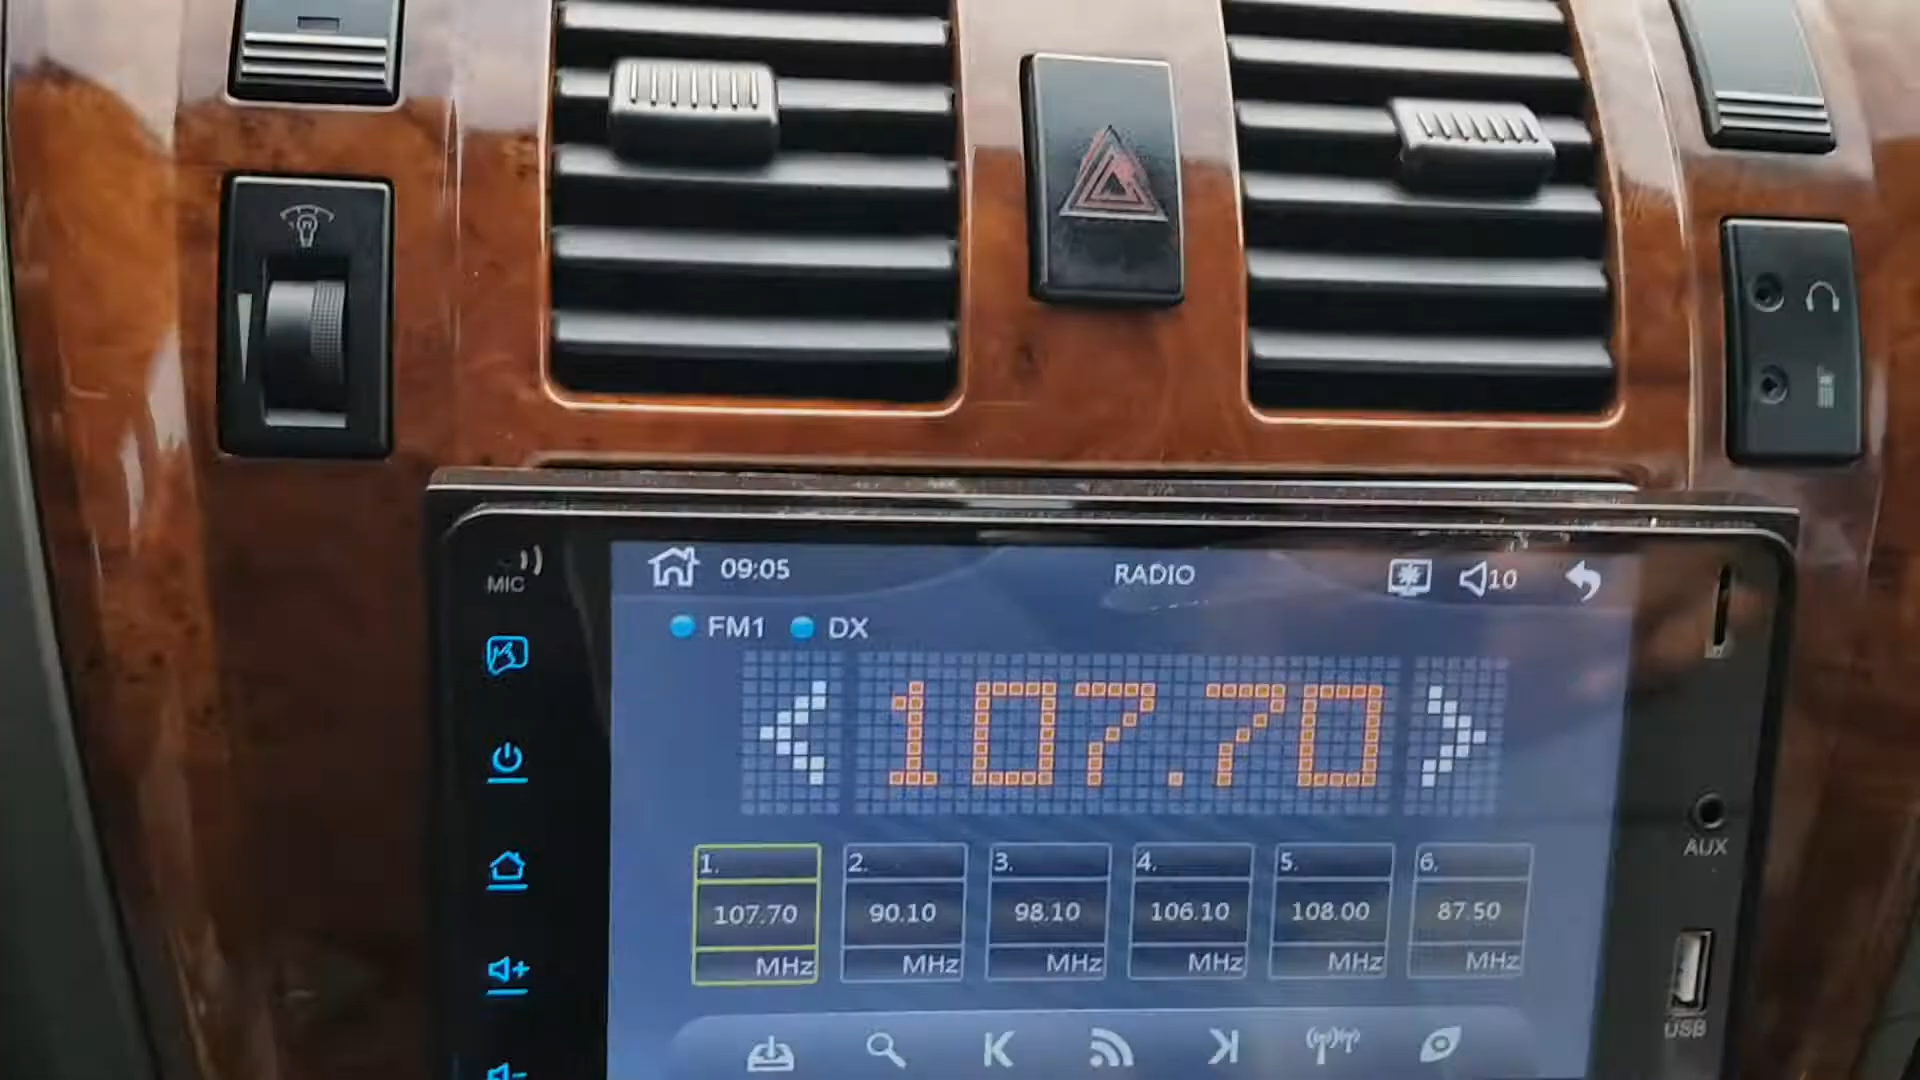 MIC
09:05
RADIO
10
FM1
DX
107.70
1.
2.
3.
4.
5.
6.
107.70
90.10
98.10
106.10
108.00
87.50
MHz
MHz
MHz
MHz
MHz
MHz
AUX
USB